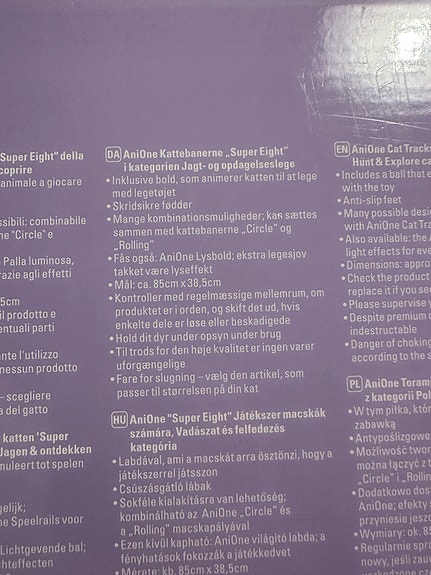 "Super Eight" della
coprire
animale a giocare
ssibili: combinabile
ne "Circle" e
e Palla luminosa,
razie agli effetti
5cm
il prodotto e
entuali parti
ante l'utilizzo
nessun prodotto
– scegliere
a del gatto
r katten 'Super
Jagen & ontdekken
muleert tot spelen
gelijk;
ne Speelrails voor
Lichtgevende bal;
chteffecten
DA AniOne Kattebanerne „Super Eight"
i kategorien Jagt- og opdagelseslege
• Inklusive bold, som animerer katten til at lege
med legetøjet
• Skridsikre fødder
• Mange kombinationsmuligheder; kan sættes
sammen med kattebanerne „Circle" og
„Rolling"
• Fås også: AniOne Lysbold; ekstra legesjov
takket være lyseffekt
• Mål: ca. 85cm x 38,5cm
• Kontroller med regelmæssige mellemrum, om
produktet er i orden, og skift det ud, hvis
enkelte dele er løse eller beskadigede
• Hold dit dyr under opsyn under brug
• Til trods for den høje kvalitet er ingen varer
uforgængelige
• Fare for slugning – vælg den artikel, som
passer til størrelsen på din kat
HU AniOne "Super Eight" Játékszer macskák
számára, Vadászat és felfedezés
kategória
• Labdával, ami a macskát arra ösztönzi, hogy a
játékszerrel játsszon
• Csúszásgátló lábak
• Sokféle kialakításra van lehetőség;
kombinálható az AniOne „Circle" és
a „Rolling" macskapályával
• Ezen kívül kapható: AniOne világító labda; a
fényhatások fokozzák a játékkedvet
• Mérete: kb. 85cm x 38,5cm
EN AniOne Cat Track
Hunt & Explore ca
• Includes a ball that e
with the toy
• Anti-slip feet
• Many possible desi
with AniOne Cat Tra
• Also available: the A
light effects for eve
• Dimensions: appro
• Check the product
replace it if you see
• Please supervise y
• Despite premium q
indestructable
• Danger of choking
according to the s
PL AniOne Toram
z kategorii Pol
• W tym piłka, któr
zabawką
• Antypoślizgowe
• Możliwość twor
można łączyć z t
„Circle" i „Rollin
• Dodatkowo dos
AniOne; efekty s
przyniesie jeszc
• Wymiary: ok. 8
• Regularnie spra
nowy, jeśli zauw